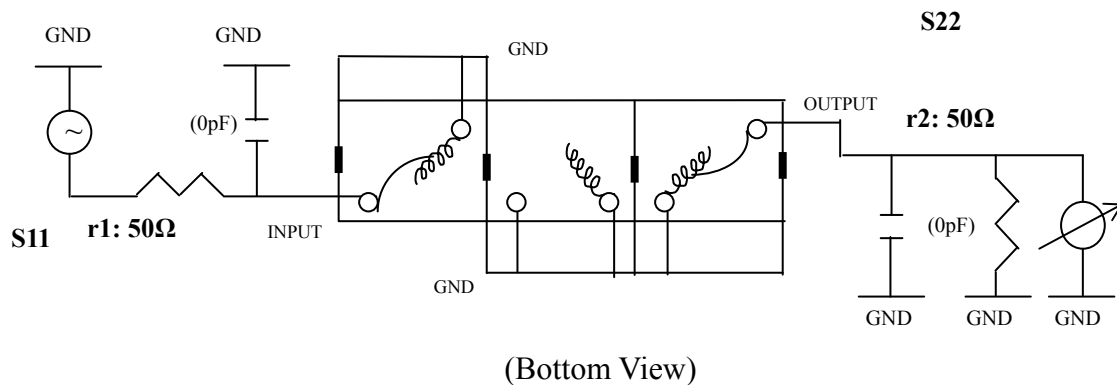 S22
GND
GND
GND
OUTPUT
(0pF)
r2: 50Ω
~
INPUT
r1: 50Ω
S11
(0pF)
GND
GND
GND
GND
(Bottom View)